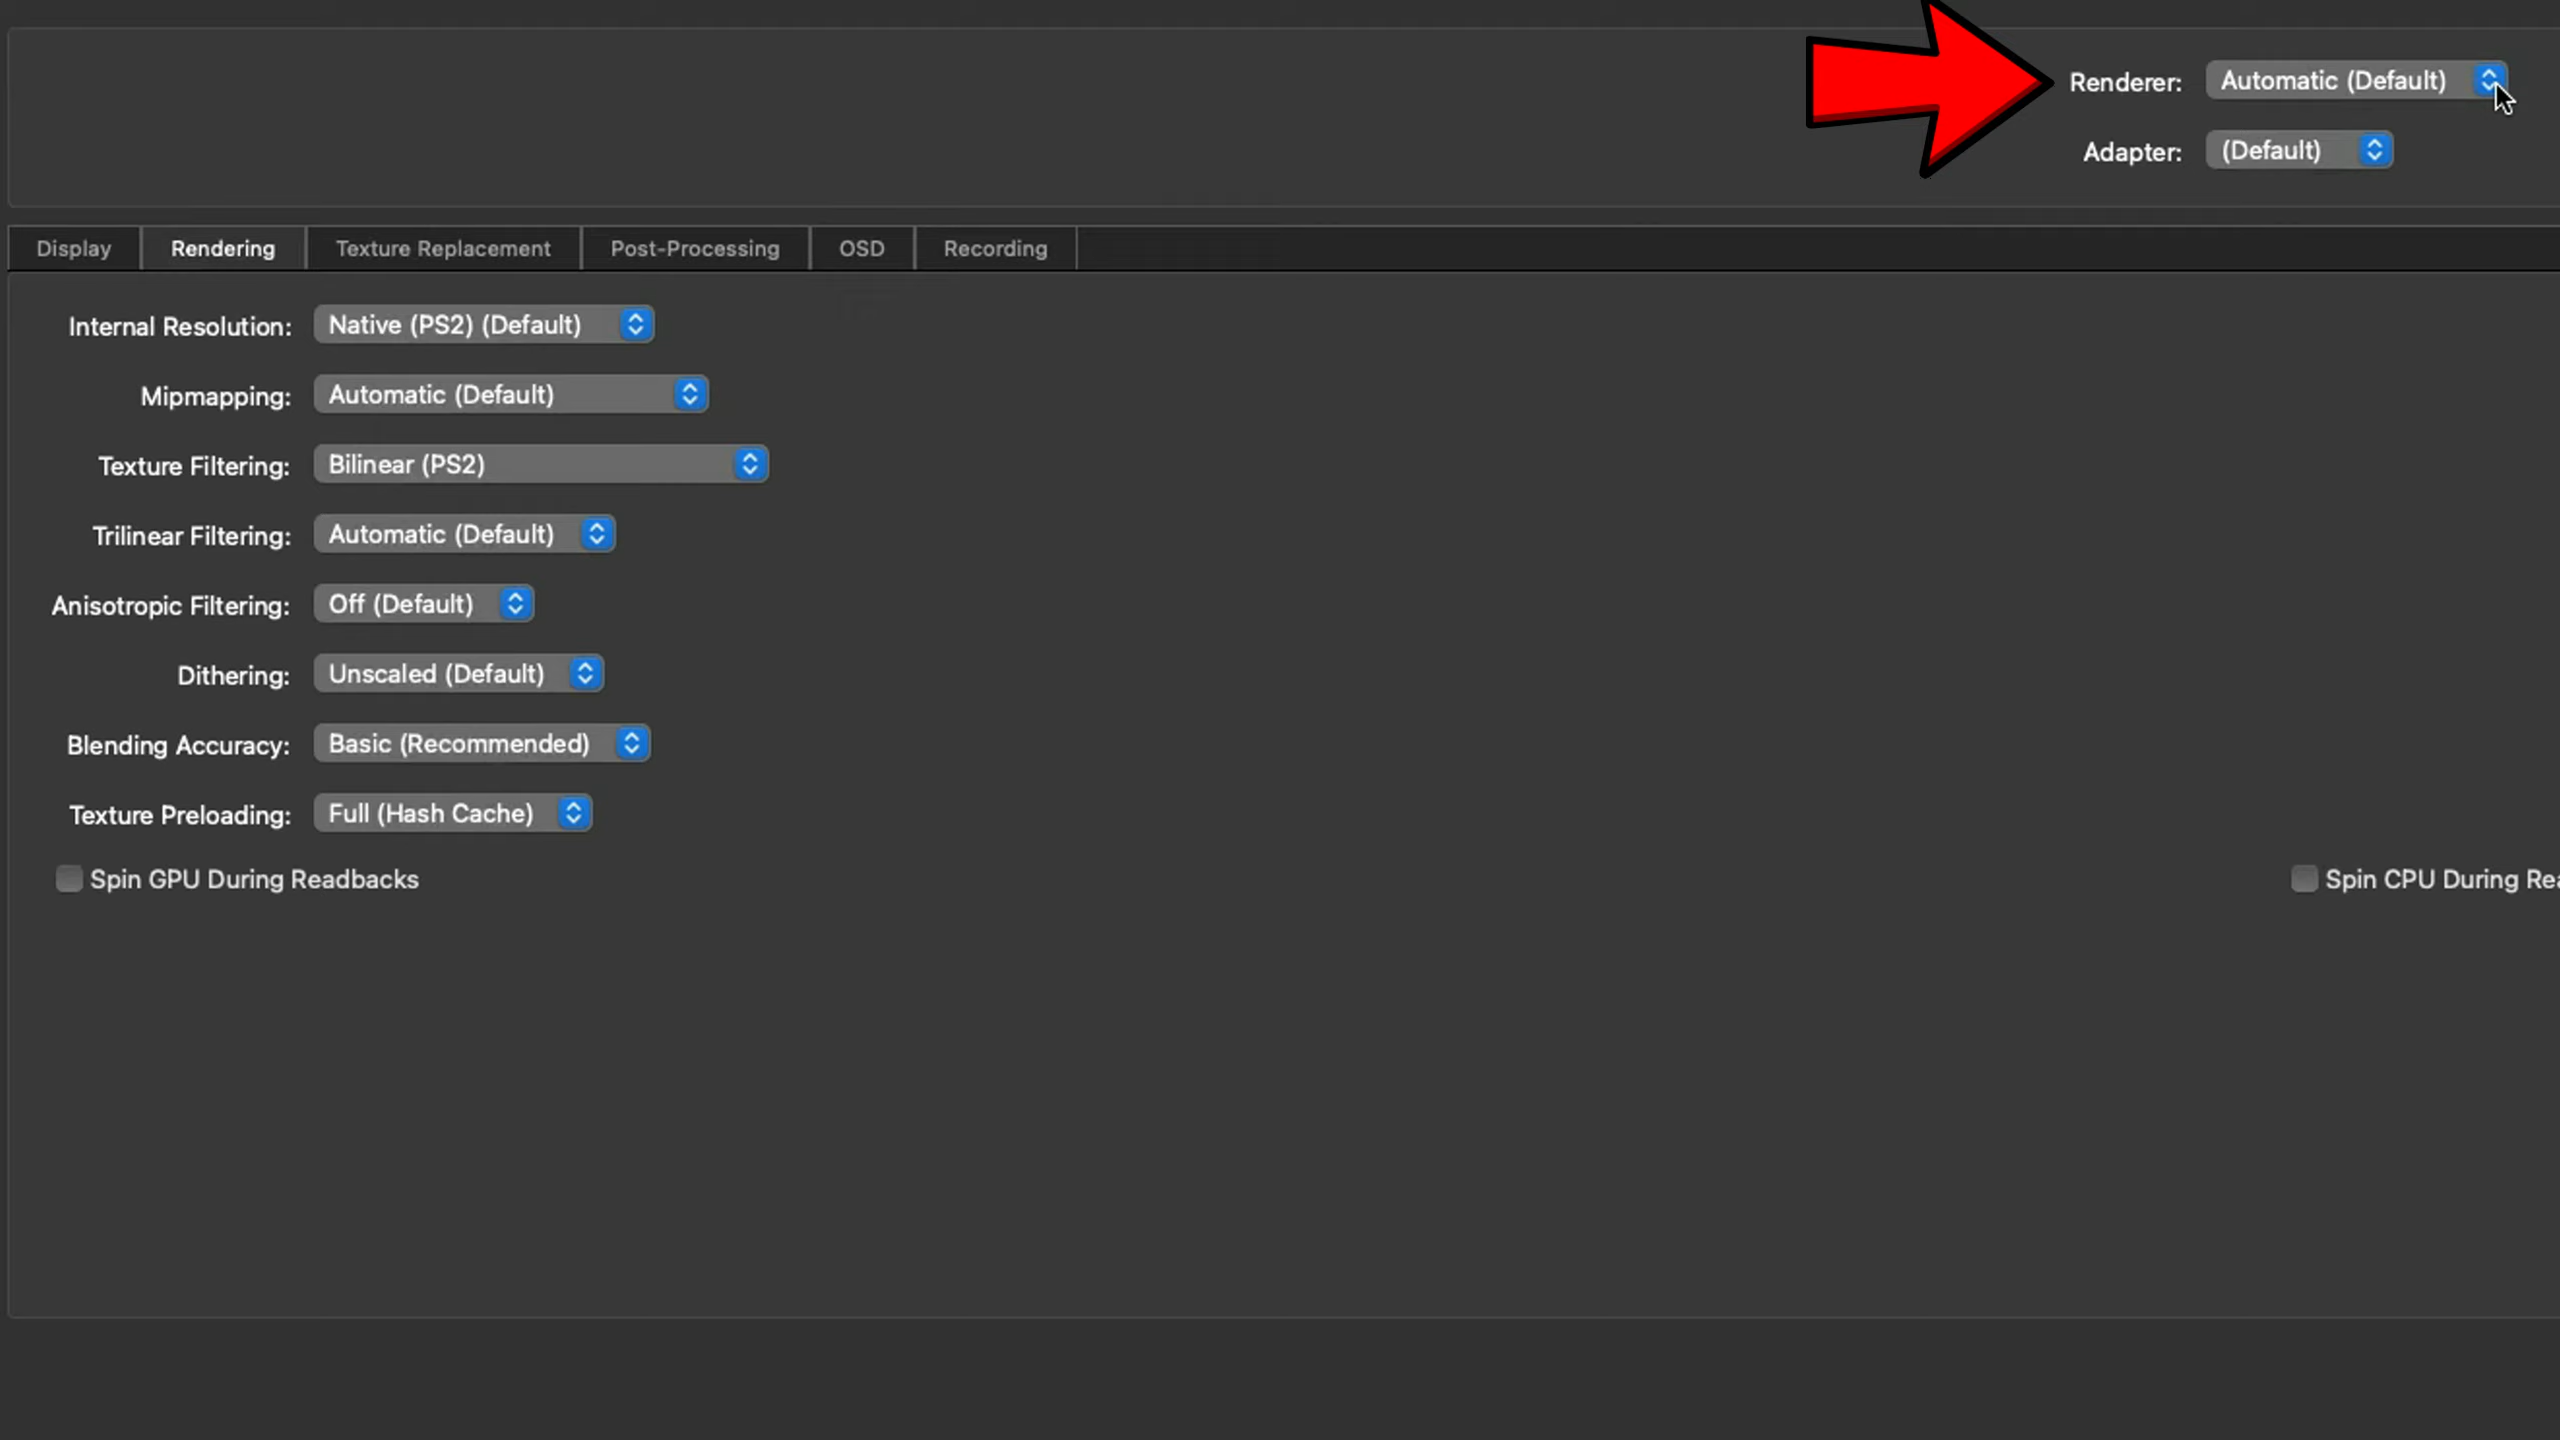 Renderer: Automatic (Default)
Adapter: (Default)
Display Rendering Texture Replacement Post-Processing OSD Recording
Internal Resolution: Native (PS2) (Default)
Mipmapping: Automatic (Default)
Texture Filtering: Bilinear (PS2)
Trilinear Filtering: Automatic (Default)
Anisotropic Filtering: Off (Default)
Dithering: Unscaled (Default)
Blending Accuracy: Basic (Recommended)
Texture Preloading: Full (Hash Cache)
Spin GPU During Readbacks Spin CPU During